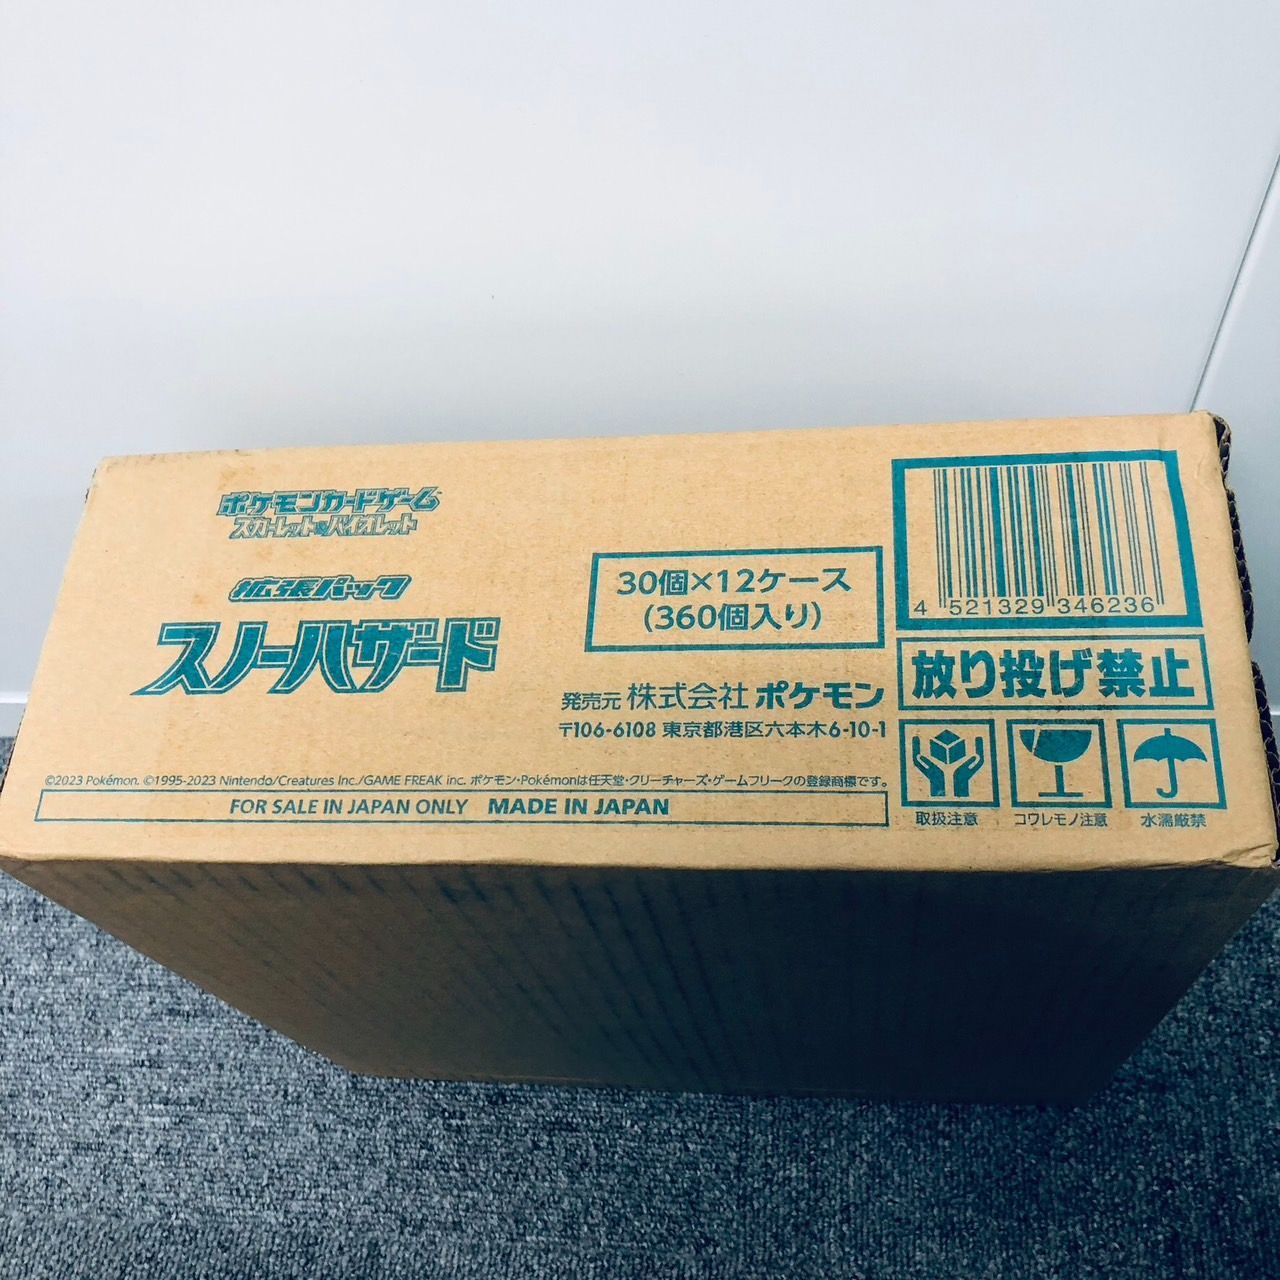 ポケモンカードゲーム
スカーレット&バイオレット
拡張パック
スノーハザード
30個×12ケース
(360個入り)
発売元 株式会社 ポケモン
〒106-6108 東京都港区六本木6-10-1
©2023 Pokémon. ©1995-2023 Nintendo/Creatures Inc./GAME FREAK inc. ポケモン・Pokémonは任天堂・クリーチャーズ・ゲームフリークの登録商標です。
FOR SALE IN JAPAN ONLY MADE IN JAPAN
4 521329 346236
放り投げ禁止
取扱注意 コワレモノ注意 水濡厳禁